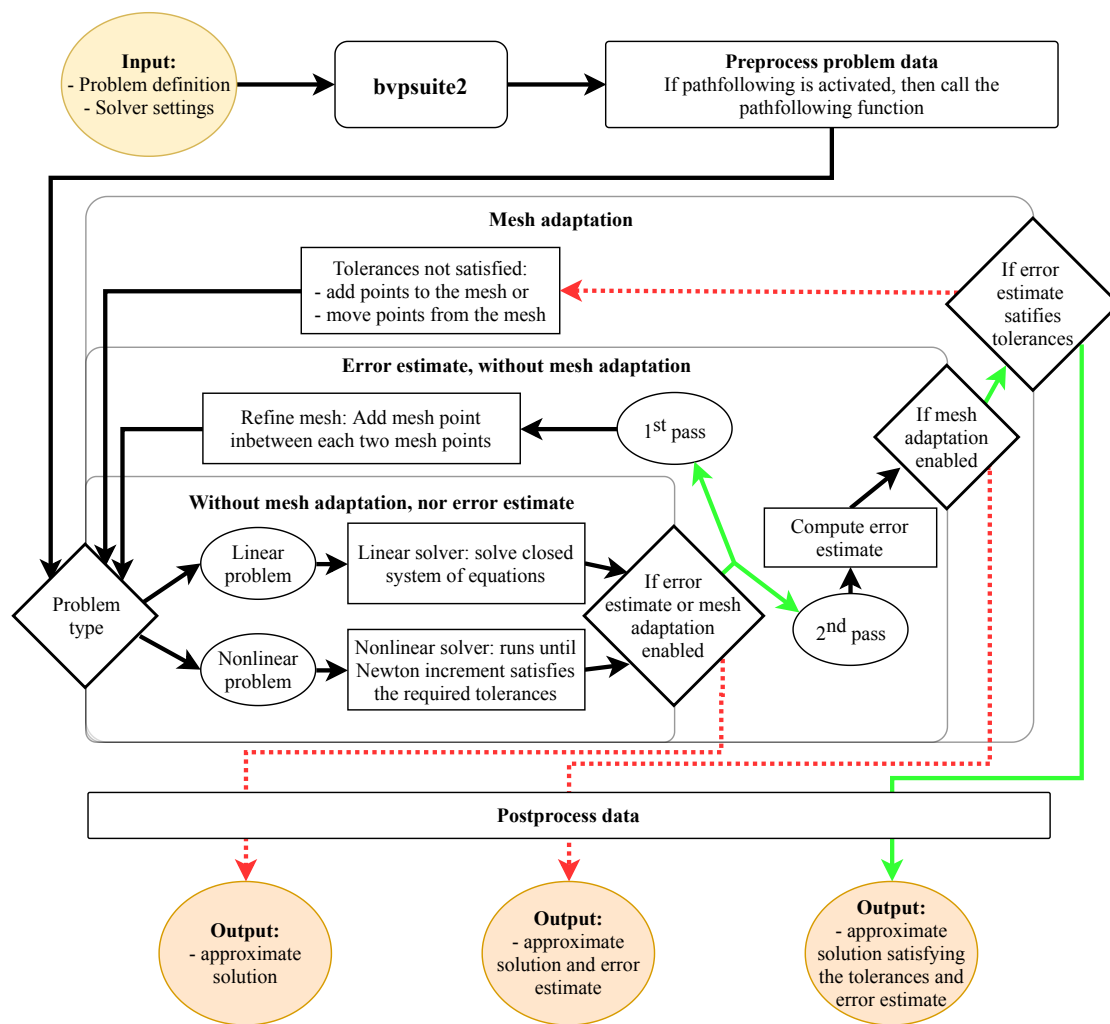 Input:
- Problem definition
- Solver settings
bvpsuite2
Preprocess problem data
If pathfollowing is activated, then call the
pathfollowing function
Mesh adaptation
Tolerances not satisfied:
- add points to the mesh or
- move points from the mesh
If error
estimate
satifies
tolerances
Error estimate, without mesh adaptation
Refine mesh: Add mesh point
inbetween each two mesh points
1st pass
If mesh
adaptation
enabled
Without mesh adaptation, nor error estimate
Linear
problem
Linear solver: solve closed
system of equations
Compute error
estimate
Problem
type
If error
estimate or mesh
adaptation
enabled
2nd pass
Nonlinear
problem
Nonlinear solver: runs until
Newton increment satisfies
the required tolerances
Postprocess data
Output:
- approximate
solution
Output:
- approximate
solution and error
estimate
Output:
- approximate
solution satisfying
the tolerances and
error estimate